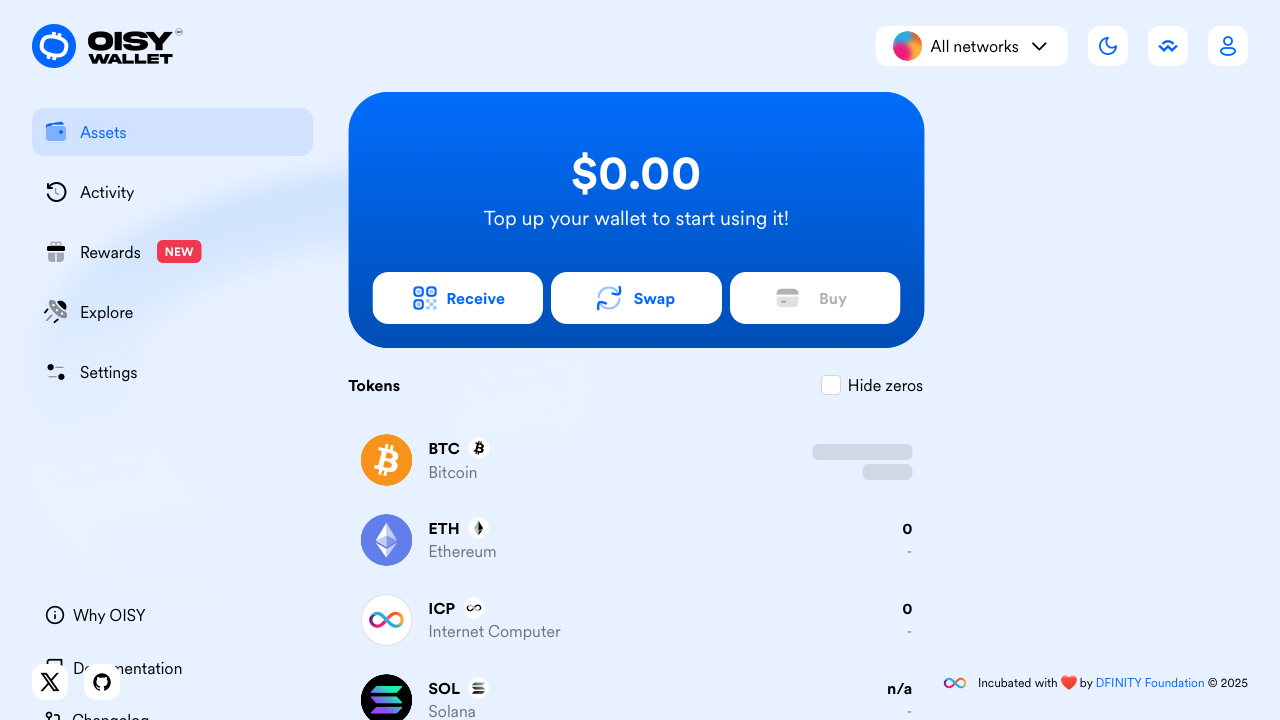 OISY
WALLET
All networks
Assets
Activity
Rewards NEW
Explore
Settings
$0.00
Top up your wallet to start using it!
Receive
Swap
Buy
Tokens
Hide zeros
BTC
Bitcoin
ETH
Ethereum
0
-
ICP
Internet Computer
0
-
SOL
Solana
n/a
-
Why OISY
Documentation
Changelog
Incubated with ❤️ by DFINITY Foundation © 2025